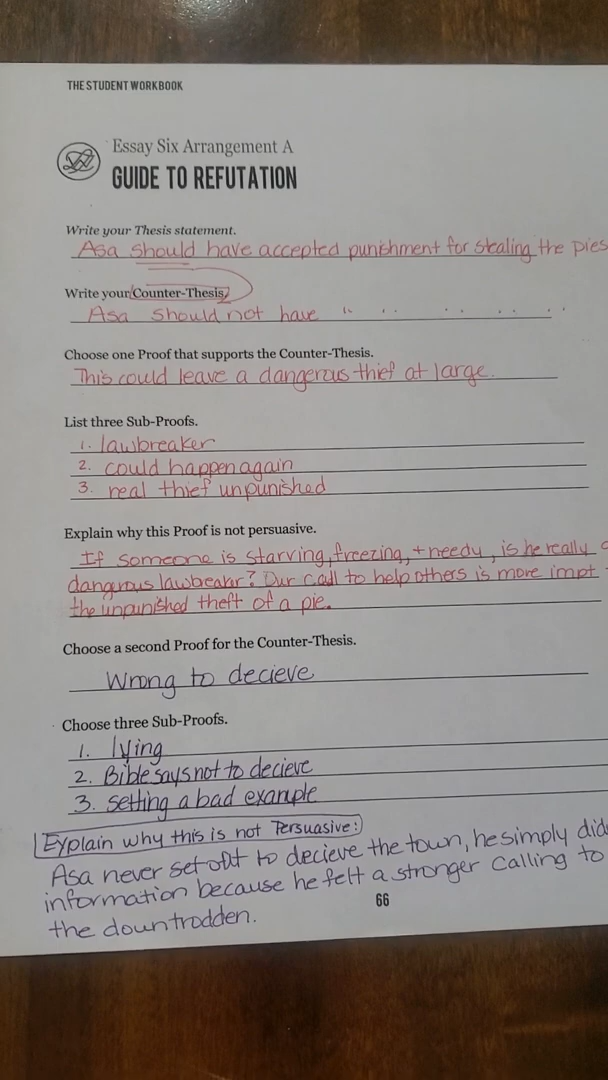 THE STUDENT WORKBOOK
Essay Six Arrangement A
GUIDE TO REFUTATION
Write your Thesis statement.
Asa should have accepted punishment for stealing the pies
Write your Counter-Thesis.
Asa should not have " " " " " "
Choose one Proof that supports the Counter-Thesis.
This could leave a dangerous thief at large.
List three Sub-Proofs.
1. lawbreaker
2. could happen again
3. real thief unpunished
Explain why this Proof is not persuasive.
If someone is starving, freezing, + needy, is he really a
dangerous lawbeaker? Our call to help others is more impt
the unpunished theft of a pie.
Choose a second Proof for the Counter-Thesis.
Wrong to decieve
Choose three Sub-Proofs.
1. lying
2. Bible says not to decieve
3. setting a bad example
Explain why this is not Persuasive:
Asa never set out to decieve the town, he simply did
information because he felt a stronger calling to
the downtrodden.
66